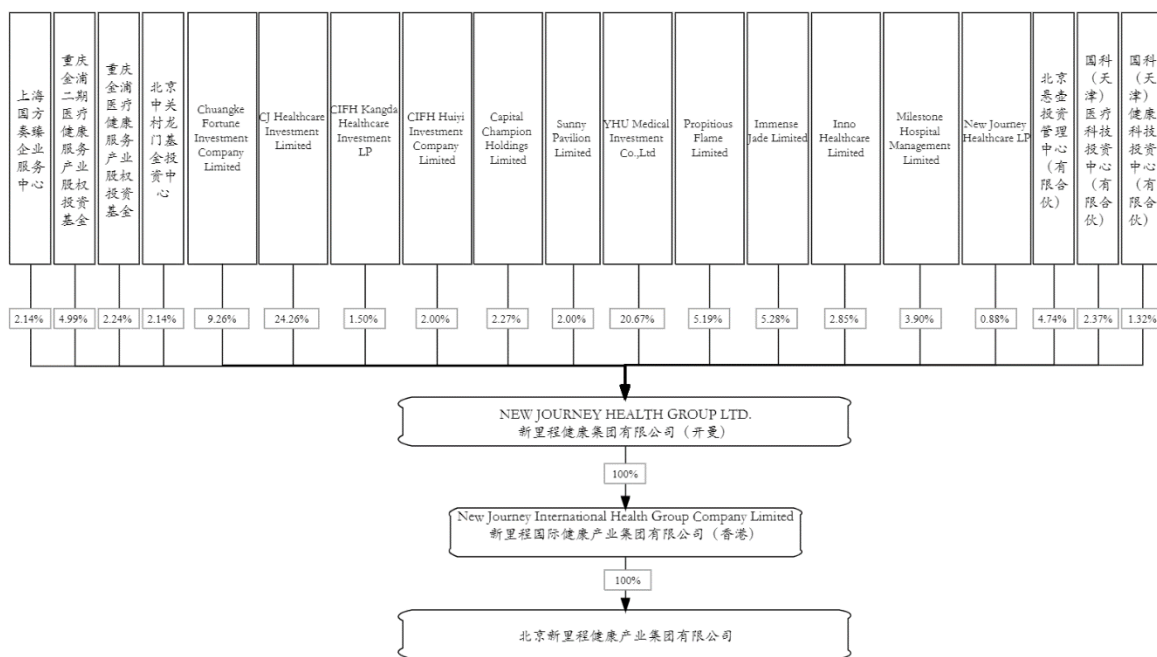 上海
国方
奏臻
企业
服务
中心
重庆
金浦
二期
医疗
健康
服务
产业
股权
投资
基金
重庆
金浦
医疗
健康
服务
产业
股权
投资
基金
北京
中关
村龙
门基
金投
资中
心
Chuangke
Fortune
Investment
Company
Limited
CJ Healthcare
Investment
Limited
CIFH Kangda
Healthcare
Investment
LP
CIFH Huiyi
Investment
Company
Limited
Capital
Champion
Holdings
Limited
Sunny
Pavilion
Limited
YHU Medical
Investment
Co.,Ltd
Propitious
Flame
Limited
Immense
Jade Limited
Inno
Healthcare
Limited
Milestone
Hospital
Management
Limited
New Journey
Healthcare LP
北京
悬壶
投资
管理
中心
（有
限合
伙）
国科
（天
津）
医疗
科技
投资
中心
（有
限合
伙）
国科
（天
津）
健康
科技
投资
中心
（有
限合
伙）
2.14%
4.99%
2.24%
2.14%
9.26%
24.26%
1.50%
2.00%
2.27%
2.00%
20.67%
5.19%
5.28%
2.85%
3.90%
0.88%
4.74%
2.37%
1.32%
NEW JOURNEY HEALTH GROUP LTD.
新里程健康集团有限公司（开曼）
100%
New Journey International Health Group Company Limited
新里程国际健康产业集团有限公司（香港）
100%
北京新里程健康产业集团有限公司